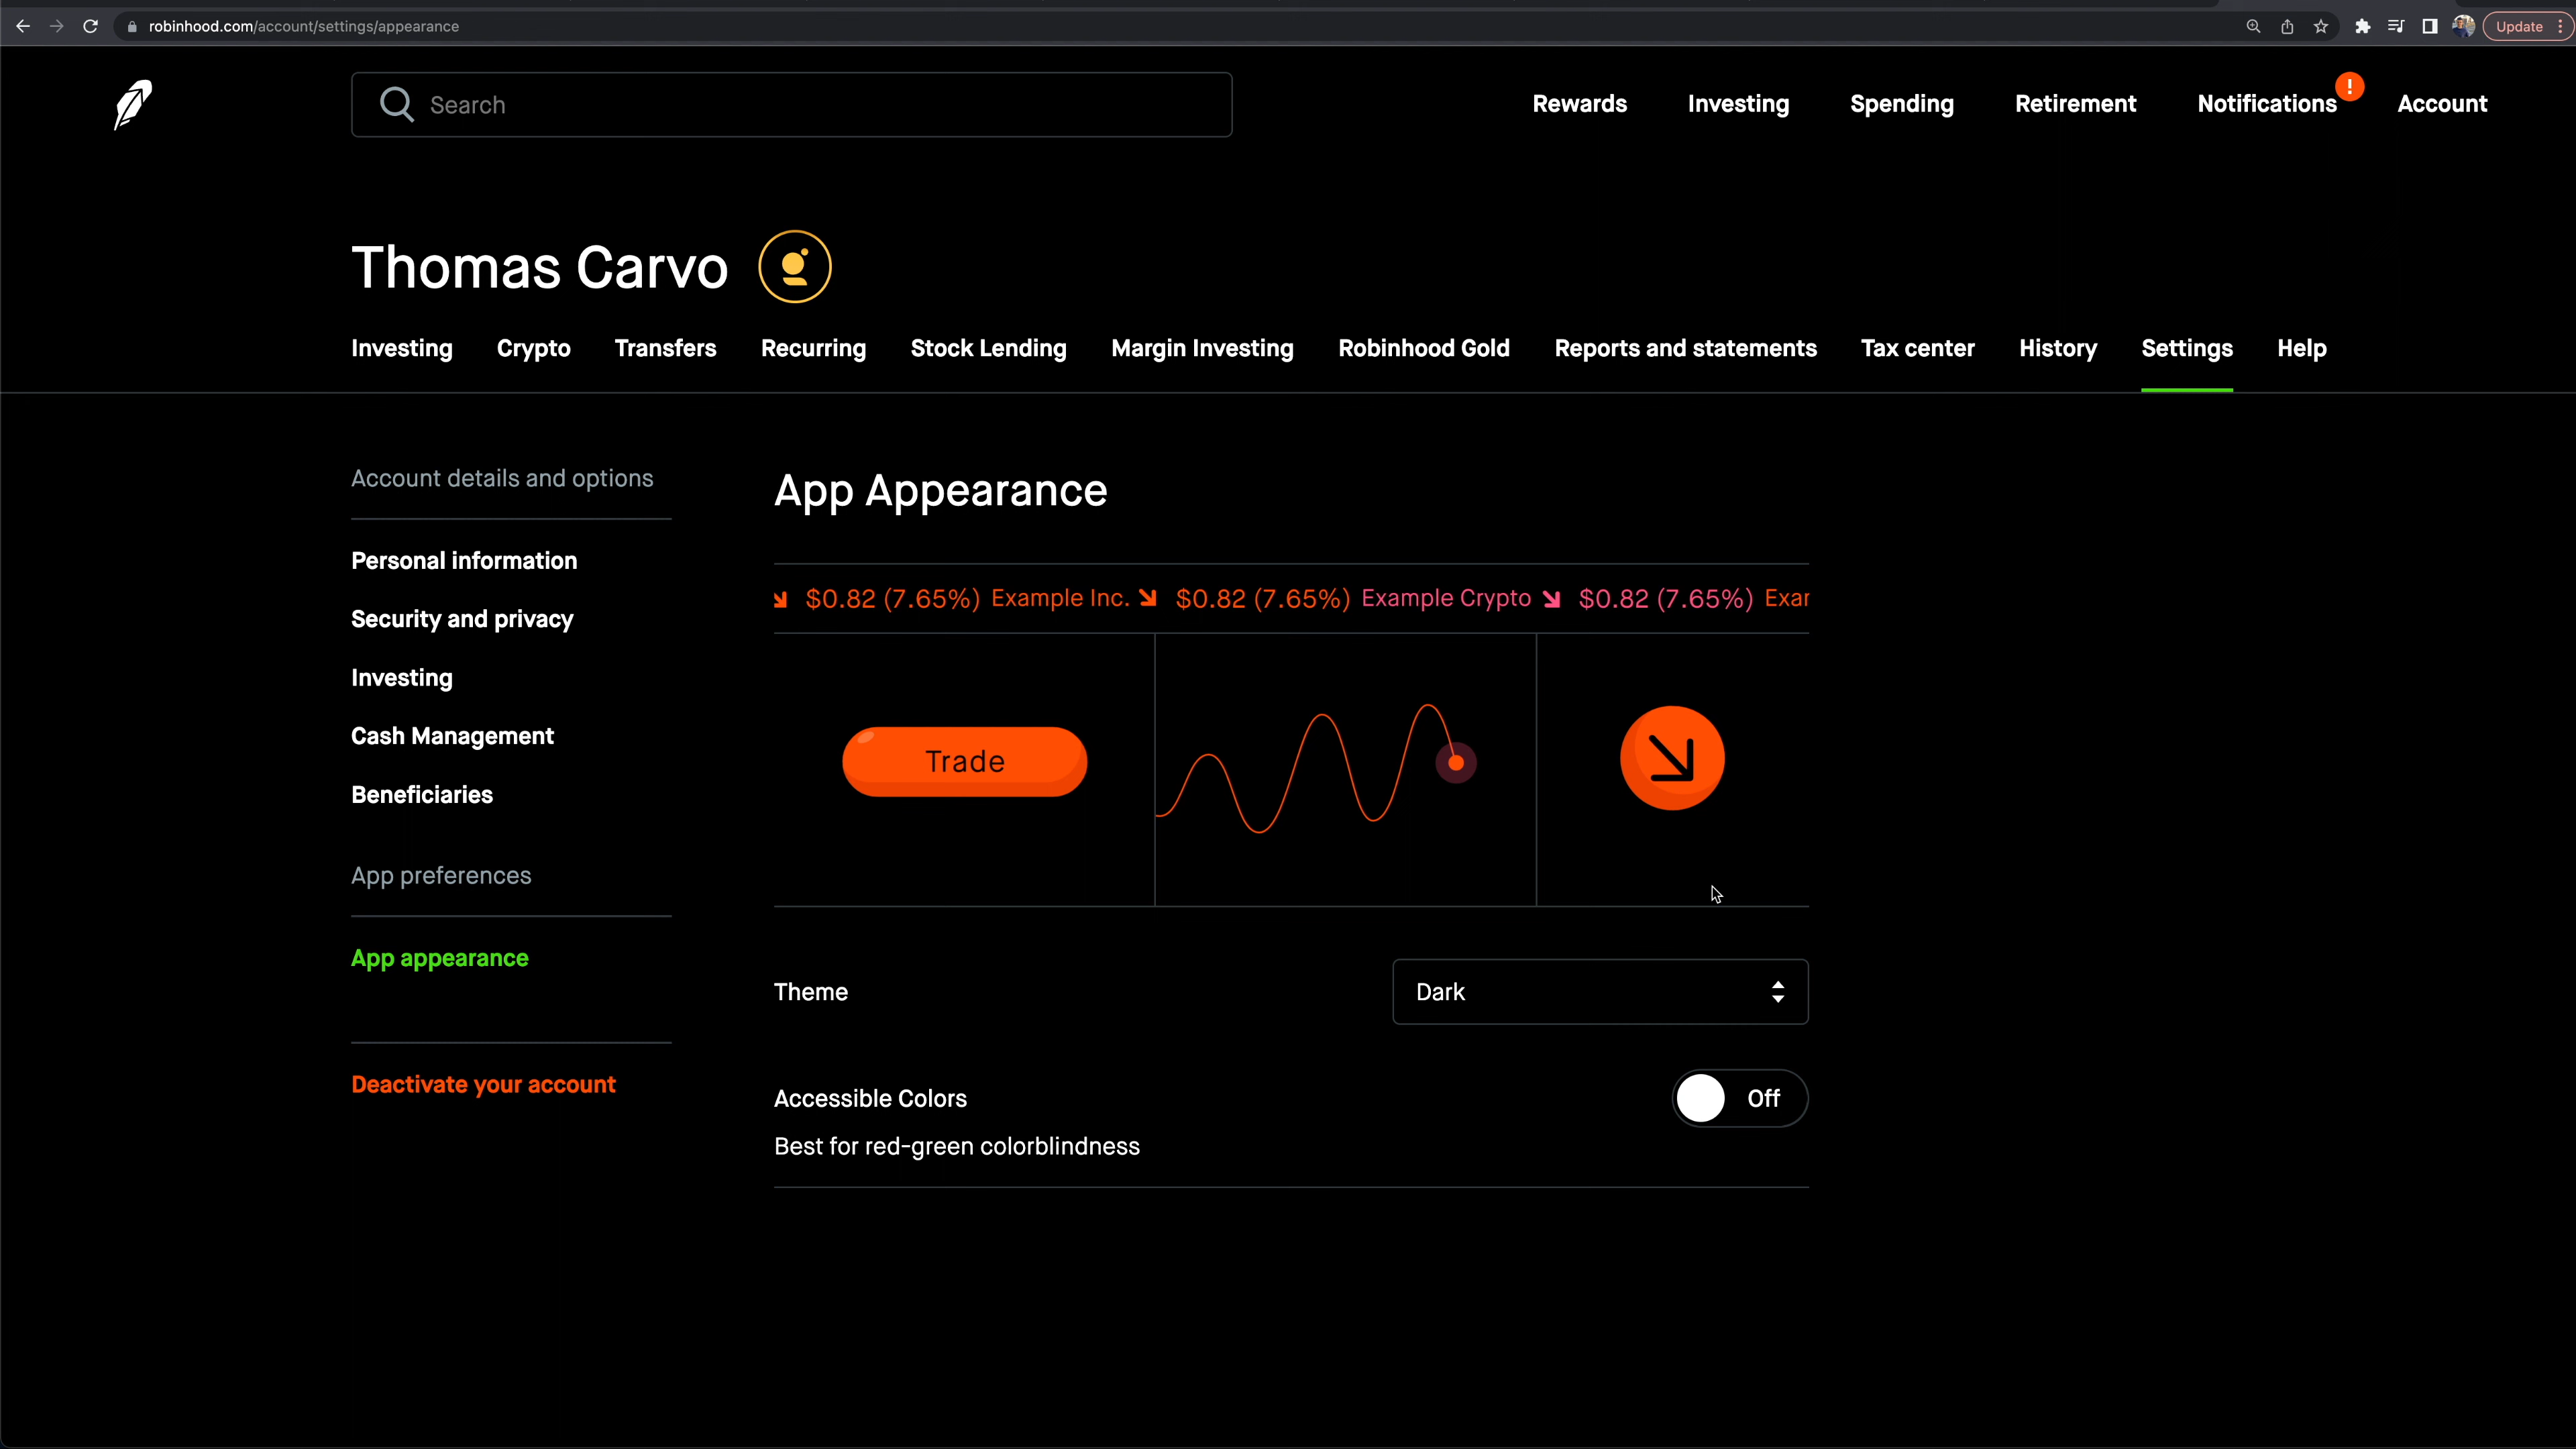 robinhood.com/account/settings/appearance
Update
Search
Rewards Investing Spending Retirement Notifications ! Account
Thomas Carvo
Investing Crypto Transfers Recurring Stock Lending Margin Investing Robinhood Gold Reports and statements Tax center History Settings Help
Account details and options
Personal information
Security and privacy
Investing
Cash Management
Beneficiaries
App preferences
App appearance
Deactivate your account
App Appearance
$0.82 (7.65%) Example Inc. $0.82 (7.65%) Example Crypto $0.82 (7.65%) Exar
Trade
Theme
Dark
Accessible Colors
Off
Best for red-green colorblindness